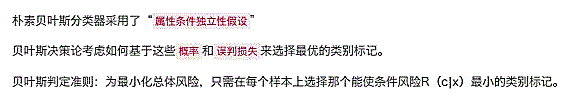 朴素贝叶斯分类器采用了“属性条件独立性假设”
贝叶斯决策论考虑如何基于这些概率和误判损失来选择最优的类别标记。
贝叶斯判定准则：为最小化总体风险，只需在每个样本上选择那个能使条件风险R（c|x）最小的类别标记。